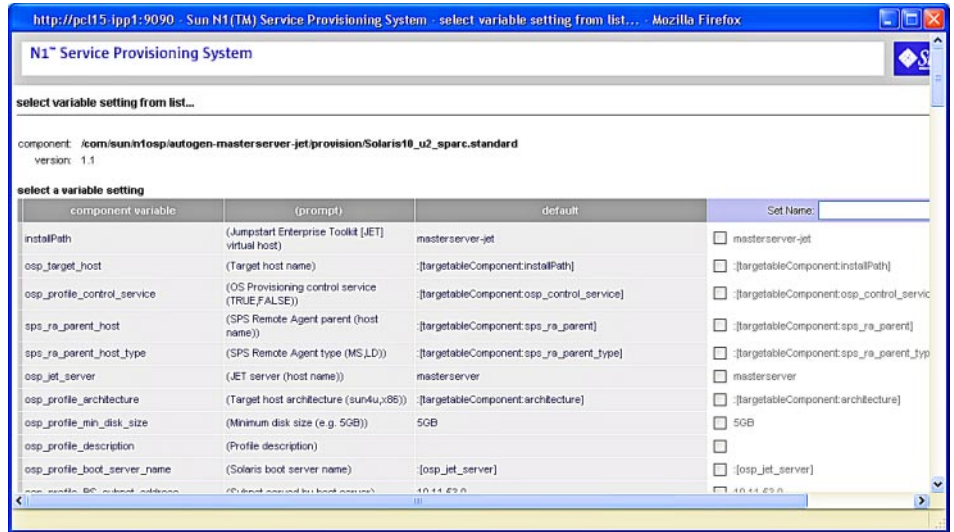 http://pcl15-ipp1:9090 - Sun N1(TM) Service Provisioning System - select variable setting from list... - Mozilla Firefox
N1™ Service Provisioning System
select variable setting from list...
component: /com/sun/n1osp/autogen-masterserver-jet/provision/Solaris10_u2_sparc.standard
version: 1.1
select a variable setting
component variable (prompt) default Set Name:
installPath (Jumpstart Enterprise Toolkit [JET] virtual host) masterserver-jet masterserver-jet
osp_target_host (Target host name) :[targetableComponent:installPath] :[targetableComponent:installPath]
osp_profile_control_service (OS Provisioning control service (TRUE,FALSE)) :[targetableComponent:osp_control_service] :[targetableComponent:osp_control_servic
sps_ra_parent_host (SPS Remote Agent parent (host name)) :[targetableComponent:sps_ra_parent] :[targetableComponent:sps_ra_parent]
sps_ra_parent_host_type (SPS Remote Agent type (MS,LD)) :[targetableComponent:sps_ra_parent_type] :[targetableComponent:sps_ra_parent_typ
osp_jet_server (JET server (host name)) masterserver masterserver
osp_profile_architecture (Target host architecture (sun4u,x86)) :[targetableComponent:architecture] :[targetableComponent:architecture]
osp_profile_min_disk_size (Minimum disk size (e.g. 5GB)) 5GB 5GB
osp_profile_description (Profile description)
osp_profile_boot_server_name (Solaris boot server name) :[osp_jet_server] :[osp_jet_server]